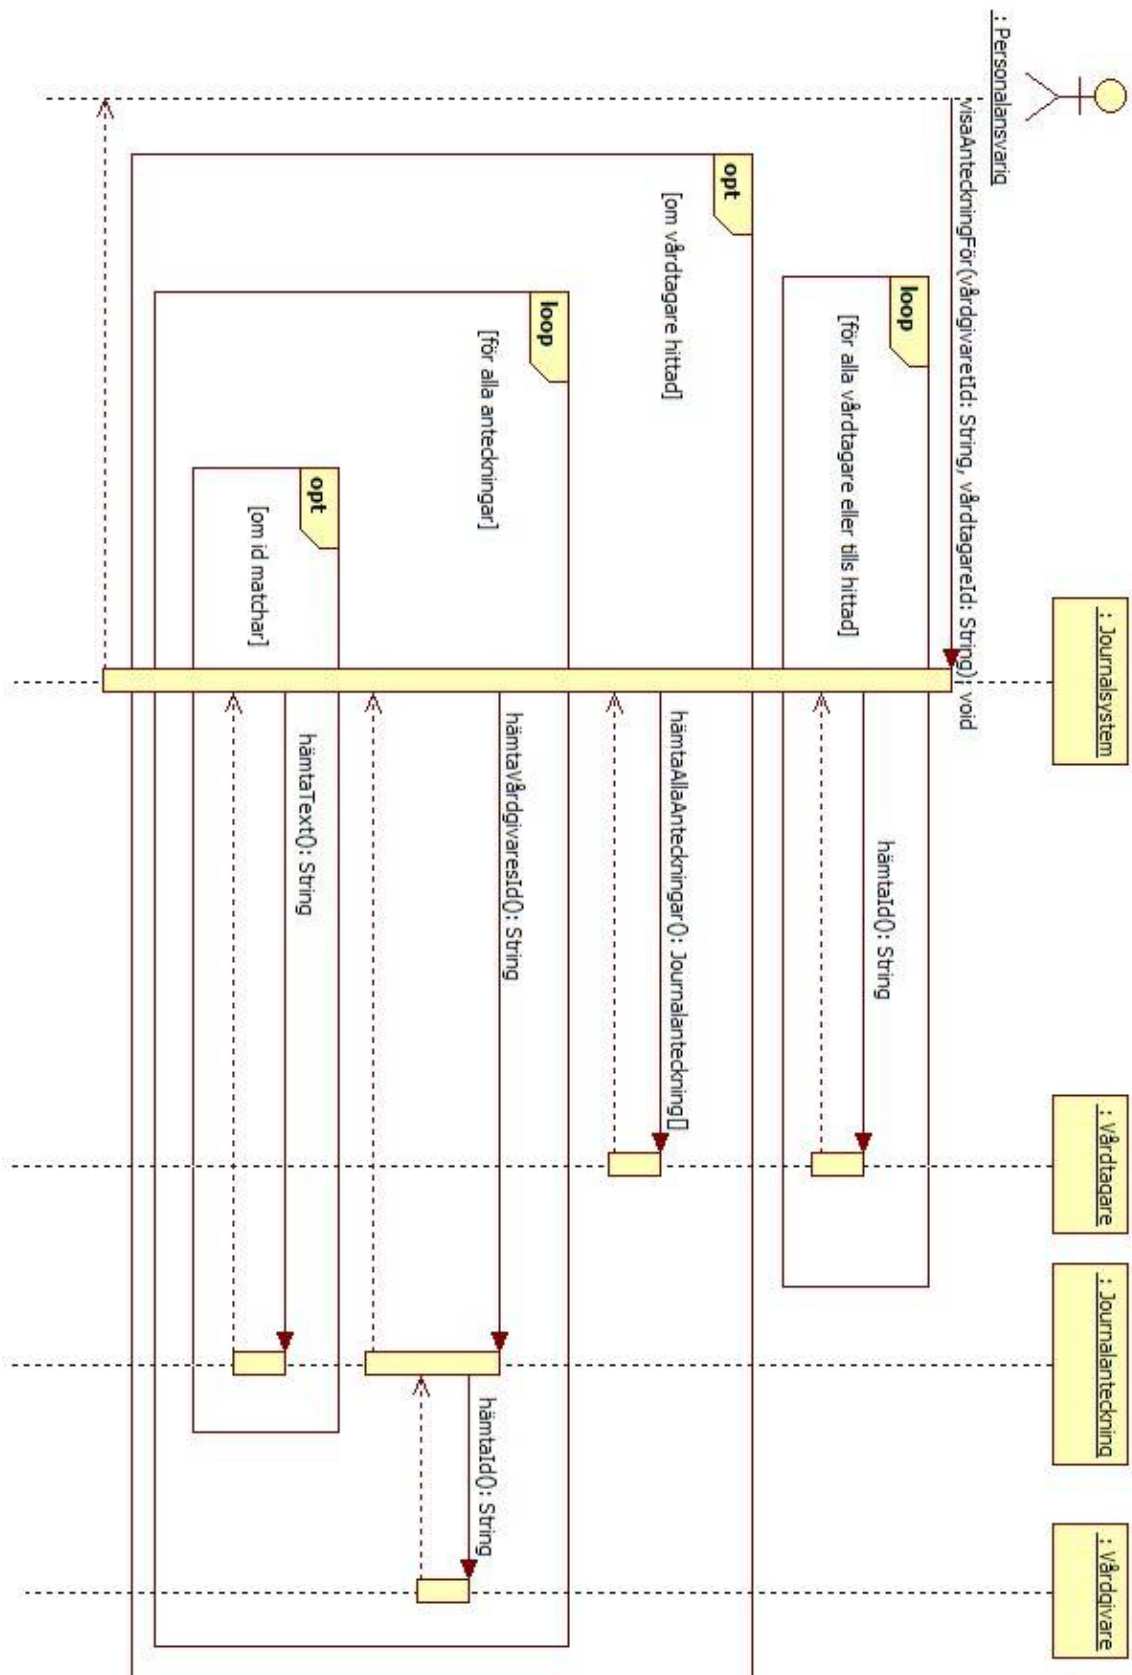 : Personalansvarig
: Journalsystem
: Vårdtagare
: Journalanteckning
: Vårdgivare
visaAnteckningFör(vårdgivaretId: String, vårdtagareId: String): void
loop
[för alla vårdtagare eller tills hittad]
hämtaId(): String
opt
[om vårdtagare hittad]
hämtaAllaAnteckningar(): Journalanteckning[]
loop
[för alla anteckningar]
hämtaVårdgivaresId(): String
hämtaId(): String
opt
[om id matchar]
hämtaText(): String